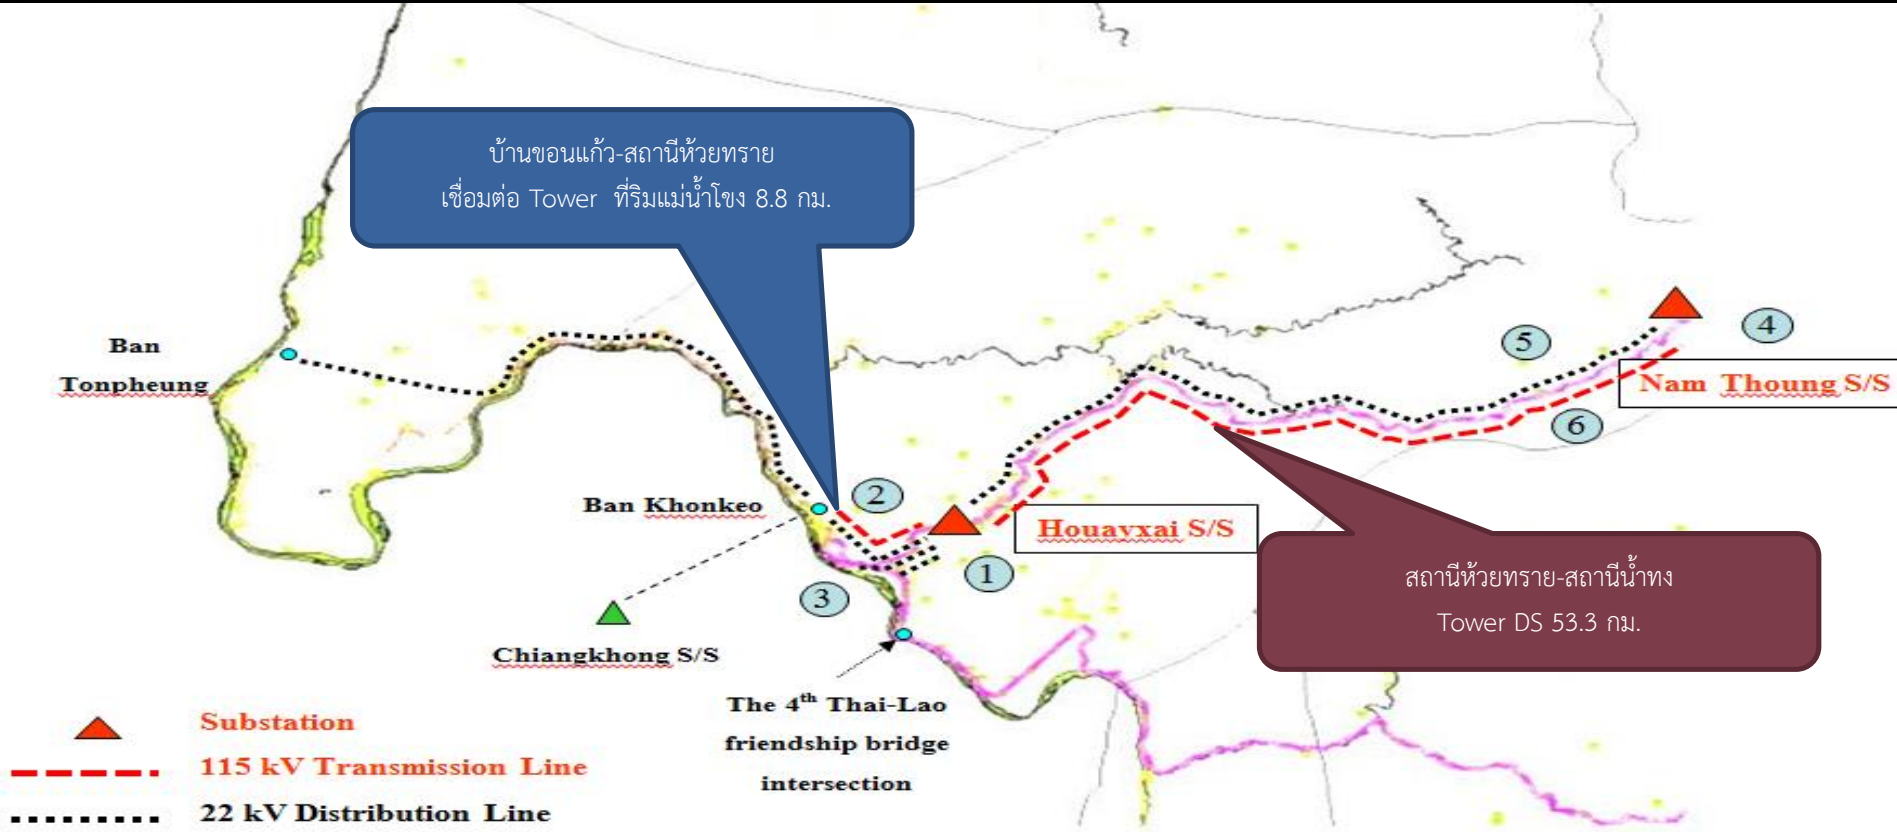 บ้านขอนแก้ว-สถานีห้วยทราย
เชื่อมต่อ Tower ที่ริมแม่น้ำโขง 8.8 กม.
Ban
Tonpheung
5
4
Nam Thoung S/S
6
Ban Khonkeo
2
Houayxai S/S
1
3
สถานีห้วยทราย-สถานีน้ำทง
Tower DS 53.3 กม.
Chiangkhong S/S
The 4th Thai-Lao
friendship bridge
intersection
Substation
115 kV Transmission Line
22 kV Distribution Line